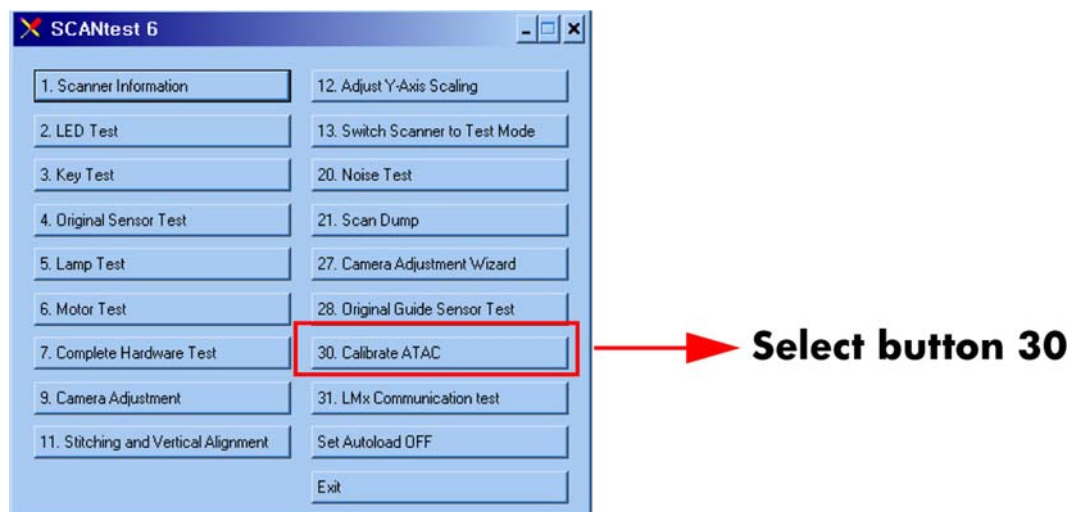 SCANtest 6
1. Scanner Information
2. LED Test
3. Key Test
4. Original Sensor Test
5. Lamp Test
6. Motor Test
7. Complete Hardware Test
9. Camera Adjustment
11. Stitching and Vertical Alignment
12. Adjust Y-Axis Scaling
13. Switch Scanner to Test Mode
20. Noise Test
21. Scan Dump
27. Camera Adjustment Wizard
28. Original Guide Sensor Test
30. Calibrate ATAC
31. LMx Communication test
Set Autoload OFF
Exit
Select button 30